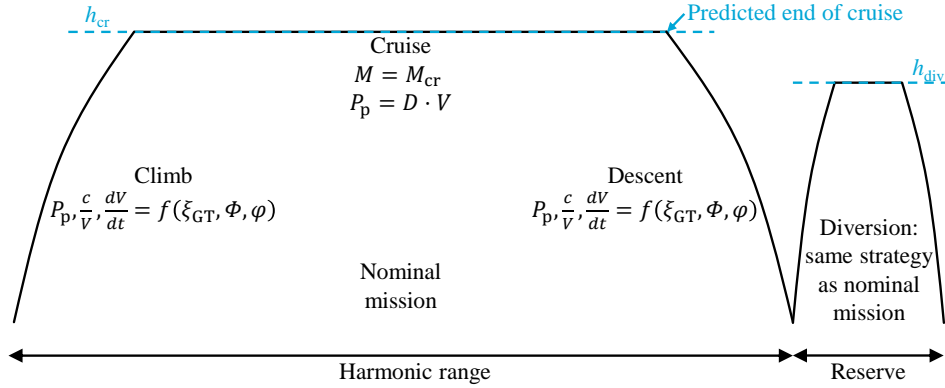 h_cr
Predicted end of cruise
Cruise
M = M_cr
P_p = D · V
h_div
Climb
P_p, c/V, dV/dt = f(ξ_GT, Φ, φ)
Descent
P_p, c/V, dV/dt = f(ξ_GT, Φ, φ)
Diversion:
same strategy
as nominal
mission
Nominal
mission
Harmonic range
Reserve